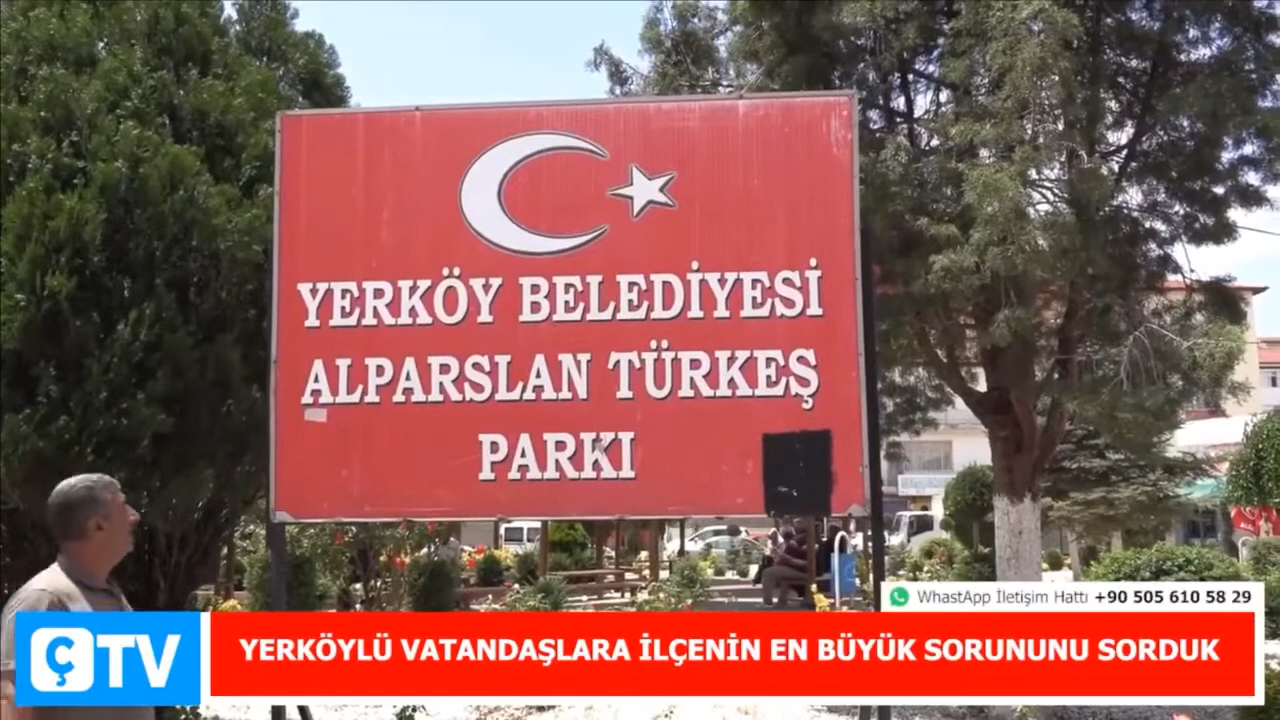 YERKÖY BELEDİYESİ
ALPARSLAN TÜRKEŞ
PARKI
WhastApp İletişim Hattı +90 505 610 58 29
ÇTV
YERKÖYLÜ VATANDAŞLARA İLÇENİN EN BÜYÜK SORUNUNU SORDUK